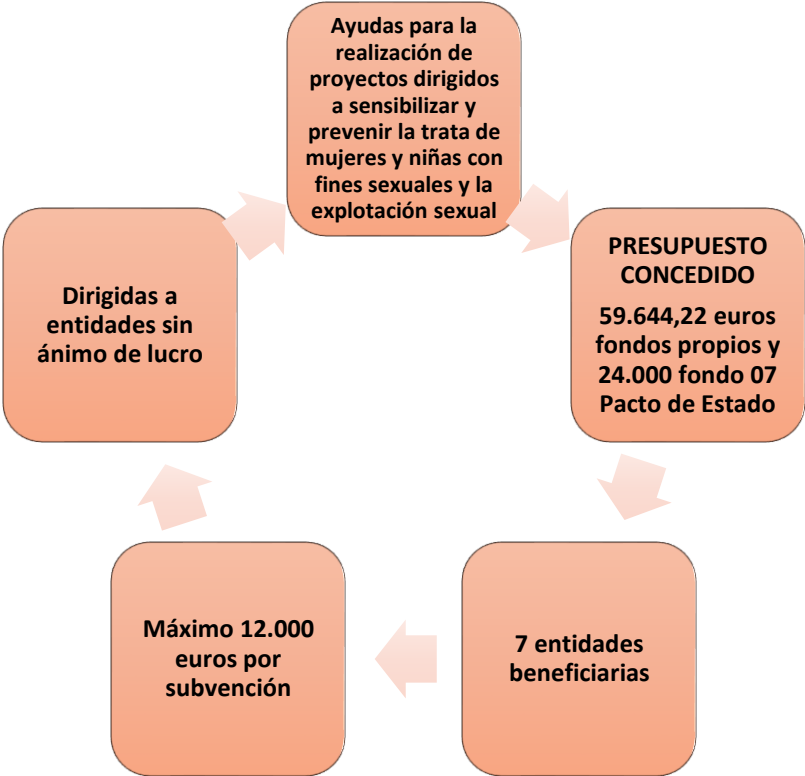 Ayudas para la
realización de
proyectos dirigidos
a sensibilizar y
prevenir la trata de
mujeres y niñas con
fines sexuales y la
explotación sexual
PRESUPUESTO
CONCEDIDO
59.644,22 euros
fondos propios y
24.000 fondo 07
Pacto de Estado
7 entidades
beneficiarias
Máximo 12.000
euros por
subvención
Dirigidas a
entidades sin
ánimo de lucro